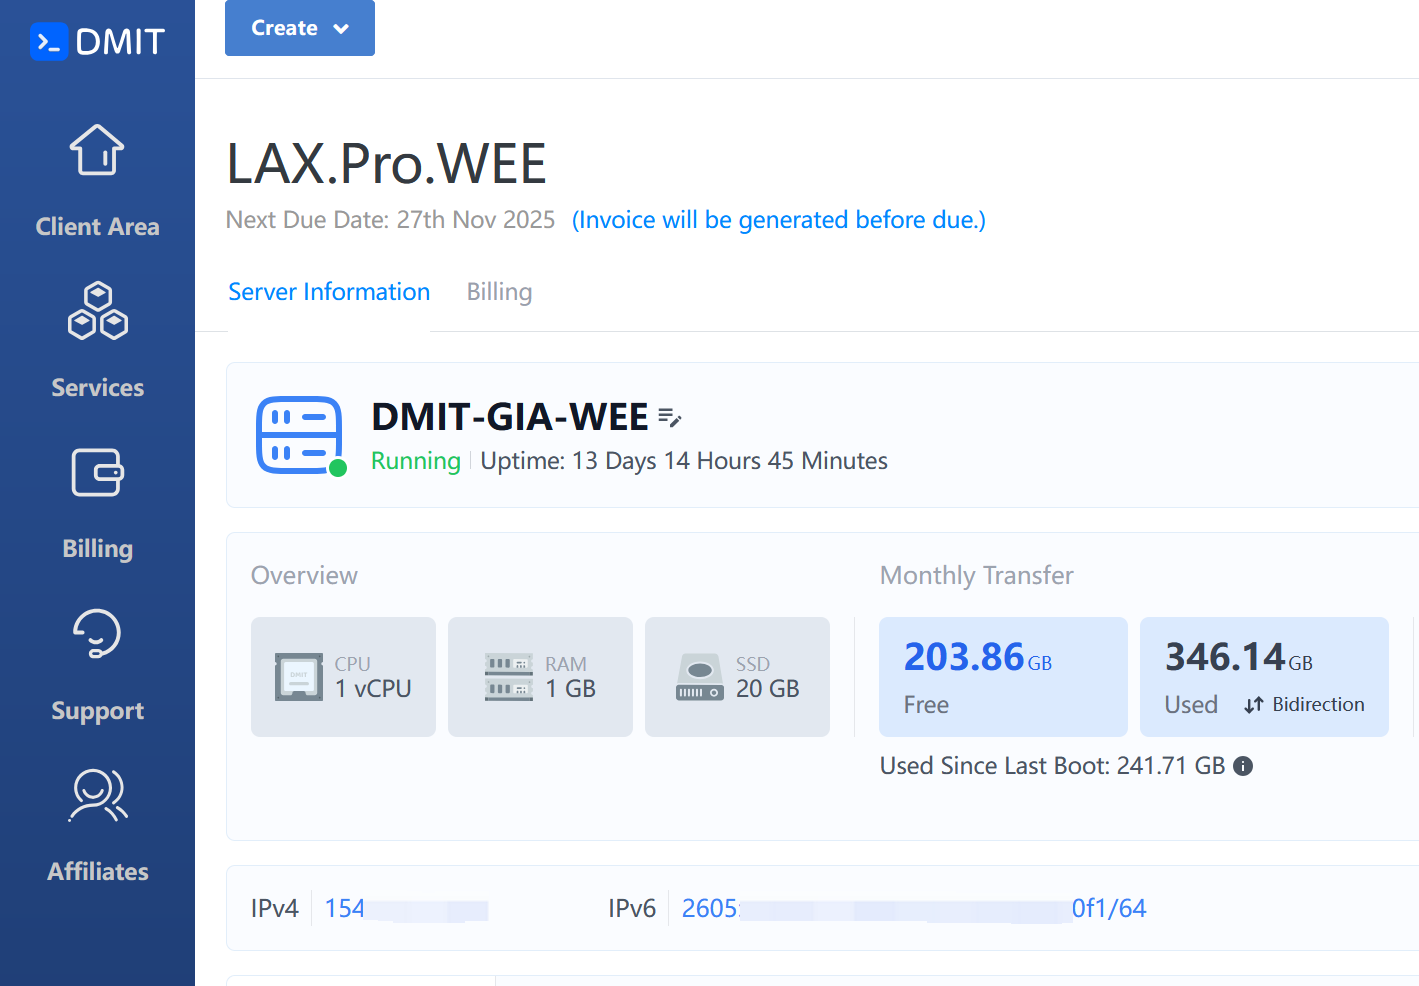 DMIT
Create
Client Area
Services
Billing
Support
Affiliates
LAX.Pro.WEE
Next Due Date: 27th Nov 2025 (Invoice will be generated before due.)
Server Information Billing
DMIT-GIA-WEE
Running Uptime: 13 Days 14 Hours 45 Minutes
Overview
DMIT
CPU
1 vCPU
RAM
1 GB
SSD
20 GB
Monthly Transfer
203.86 GB
Free
346.14 GB
Used Bidirection
Used Since Last Boot: 241.71 GB
IPv4 154
IPv6 2605: 0f1/64